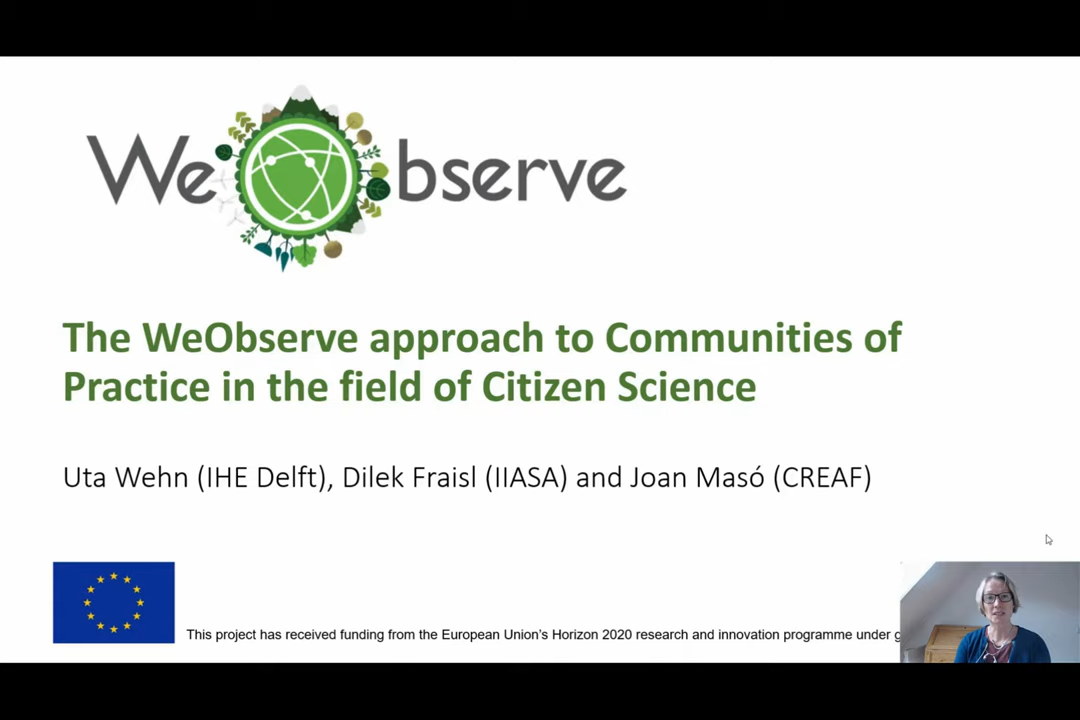 WeObserve
The WeObserve approach to Communities of
Practice in the field of Citizen Science
Uta Wehn (IHE Delft), Dilek Fraisl (IIASA) and Joan Masó (CREAF)
This project has received funding from the European Union's Horizon 2020 research and innovation programme under